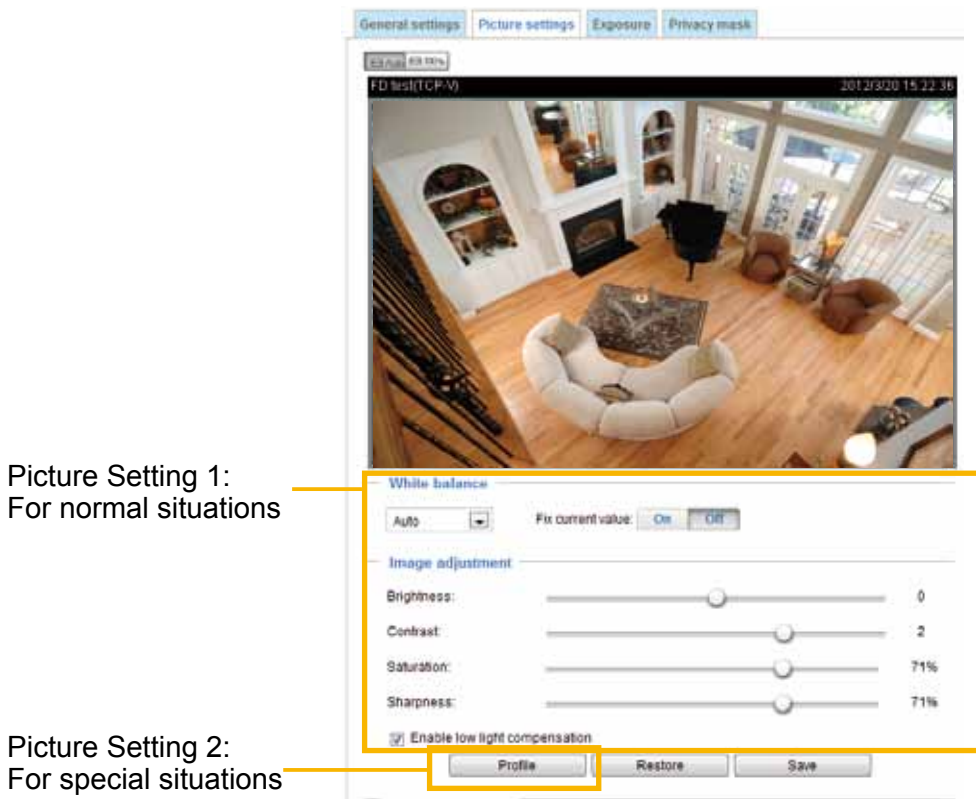 General settings Picture settings Exposure Privacy mask
FD test(TCP-V) 2012/3/20 15:22:36
Picture Setting 1:
For normal situations
White balance
Auto Fix current value: On Off
Image adjustment
Brightness: 0
Contrast: 2
Saturation: 71%
Sharpness: 71%
Enable low light compensation
Picture Setting 2:
For special situations
Profile Restore Save